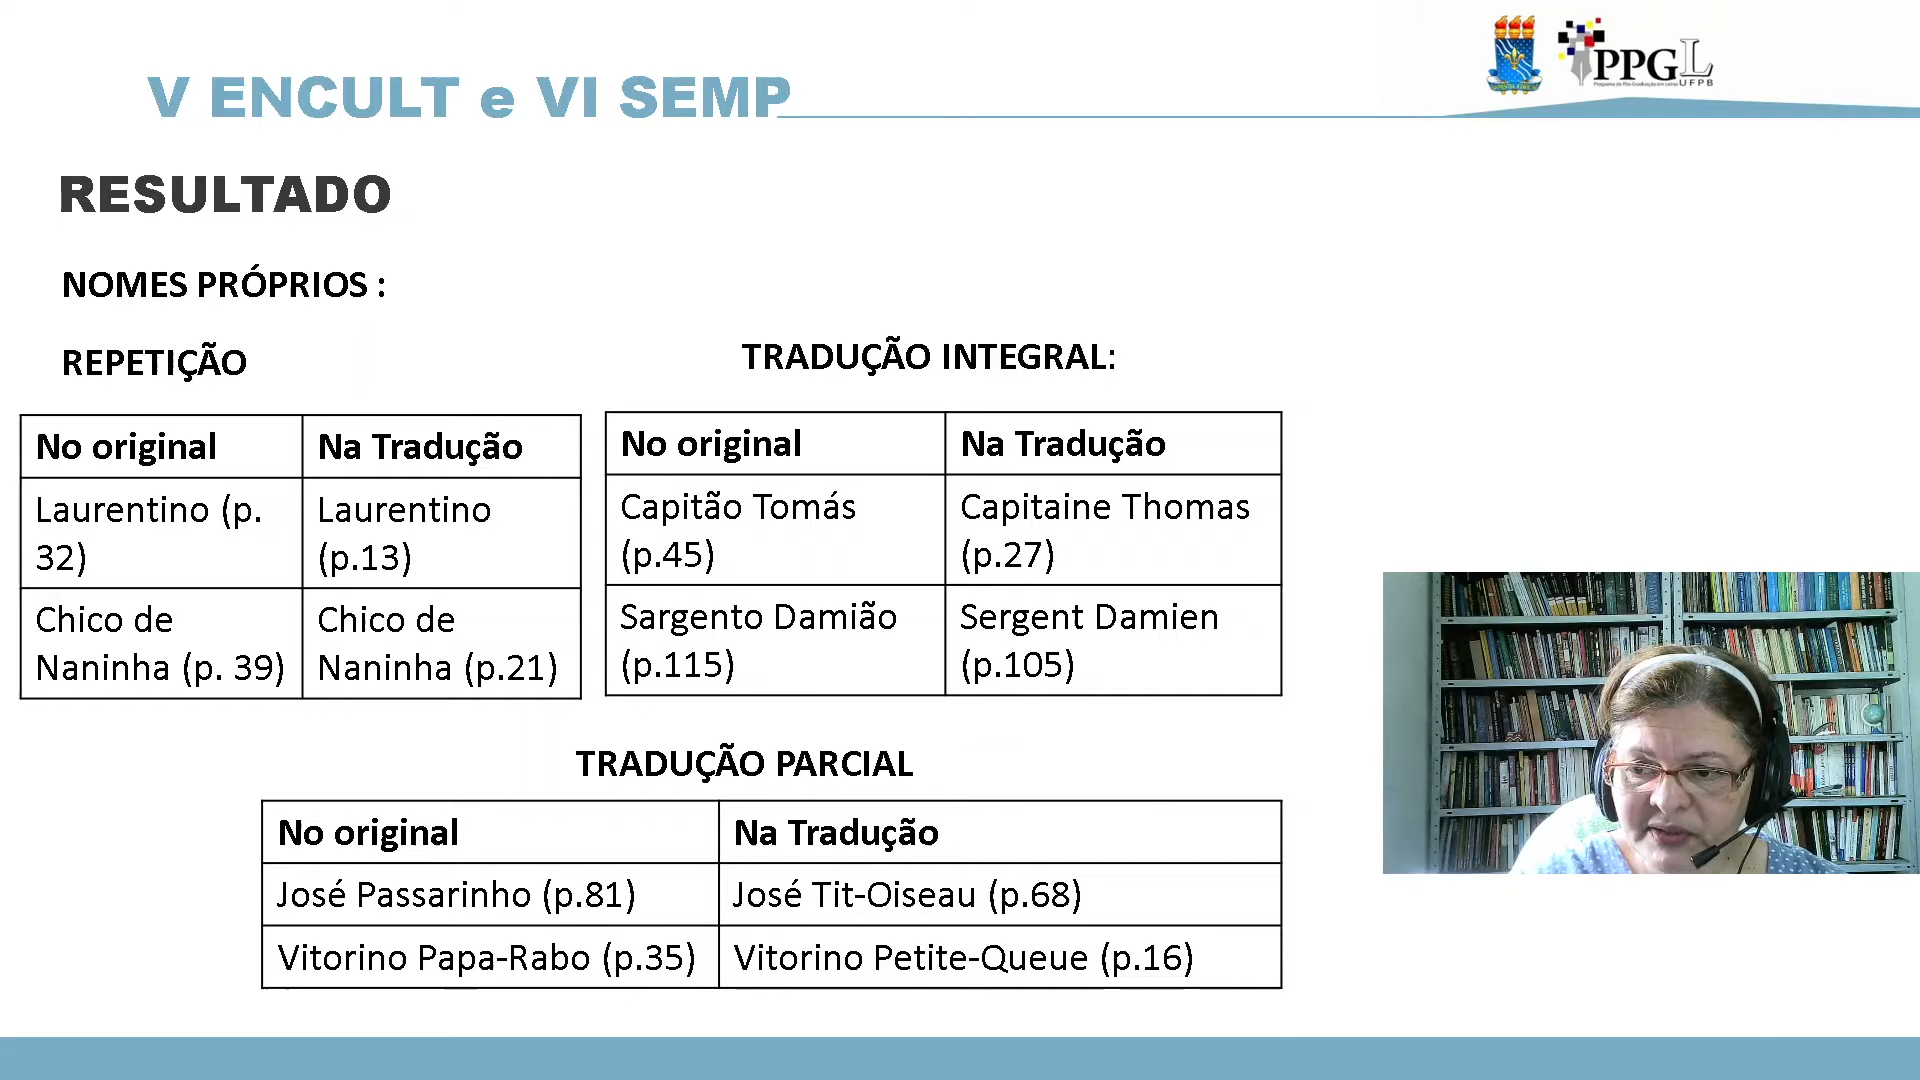 V ENCULT e VI SEMP
PPGL
UFPB
RESULTADO
NOMES PRÓPRIOS :
REPETIÇÃO
No original Na Tradução
Laurentino (p. Laurentino
32) (p.13)
Chico de Chico de
Naninha (p. 39) Naninha (p.21)
TRADUÇÃO INTEGRAL:
No original Na Tradução
Capitão Tomás Capitaine Thomas
(p.45) (p.27)
Sargento Damião Sergent Damien
(p.115) (p.105)
TRADUÇÃO PARCIAL
No original Na Tradução
José Passarinho (p.81) José Tit-Oiseau (p.68)
Vitorino Papa-Rabo (p.35) Vitorino Petite-Queue (p.16)